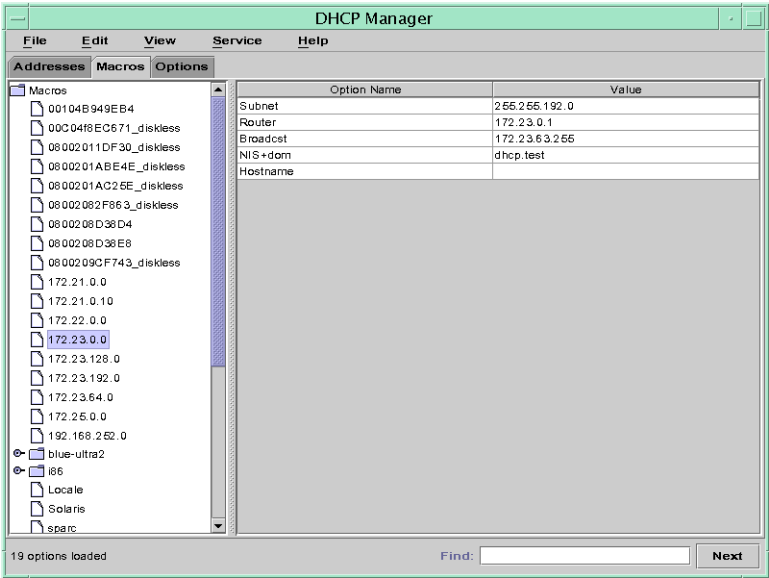 DHCP Manager
File Edit View Service Help
Addresses Macros Options
Macros
00104B949EB4
00C04f8EC671_diskless
08002011DF30_diskless
0800201ABE4E_diskless
0800201AC25E_diskless
08002082F863_diskless
0800208D38D4
0800208D38E8
0800209CF743_diskless
172.21.0.0
172.21.0.10
172.22.0.0
172.23.0.0
172.23.128.0
172.23.192.0
172.23.64.0
172.25.0.0
192.168.252.0
blue-ultra2
i86
Locale
Solaris
sparc
Option Name Value
Subnet 255.255.192.0
Router 172.23.0.1
Broadcst 172.23.63.255
NIS+dom dhcp.test
Hostname
19 options loaded
Find: Next